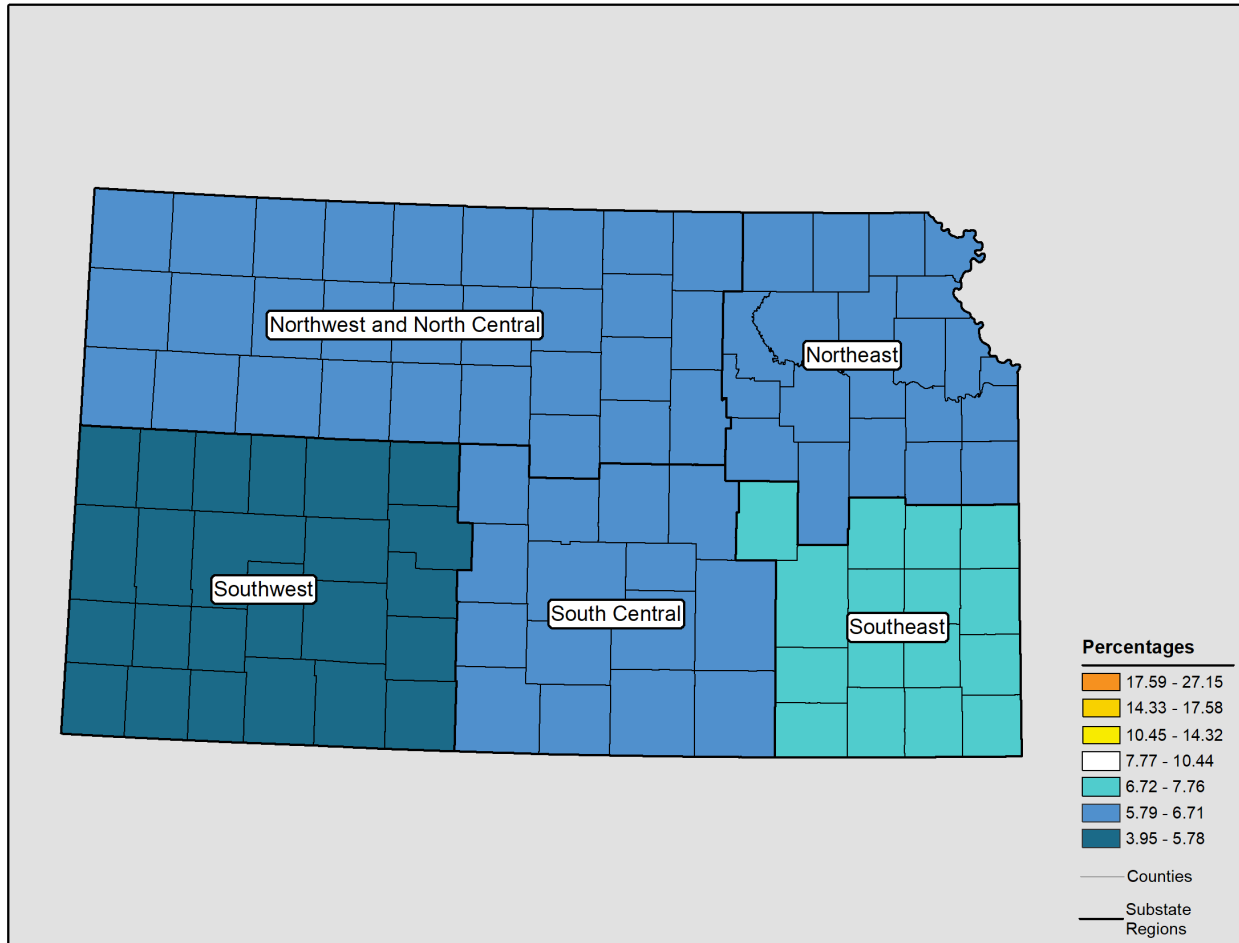 Northwest and North Central
Northeast
Southwest
South Central
Southeast
Percentages
17.59 - 27.15
14.33 - 17.58
10.45 - 14.32
7.77 - 10.44
6.72 - 7.76
5.79 - 6.71
3.95 - 5.78
Counties
Substate
Regions